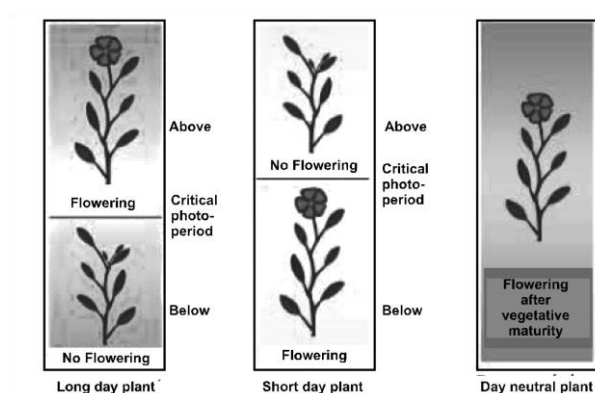 Flowering
Above
Critical
photo-
period
Below
No Flowering
Long day plant
No Flowering
Above
Critical
photo-
period
Below
Flowering
Short day plant
Flowering
after
vegetative
maturity
Day neutral plant